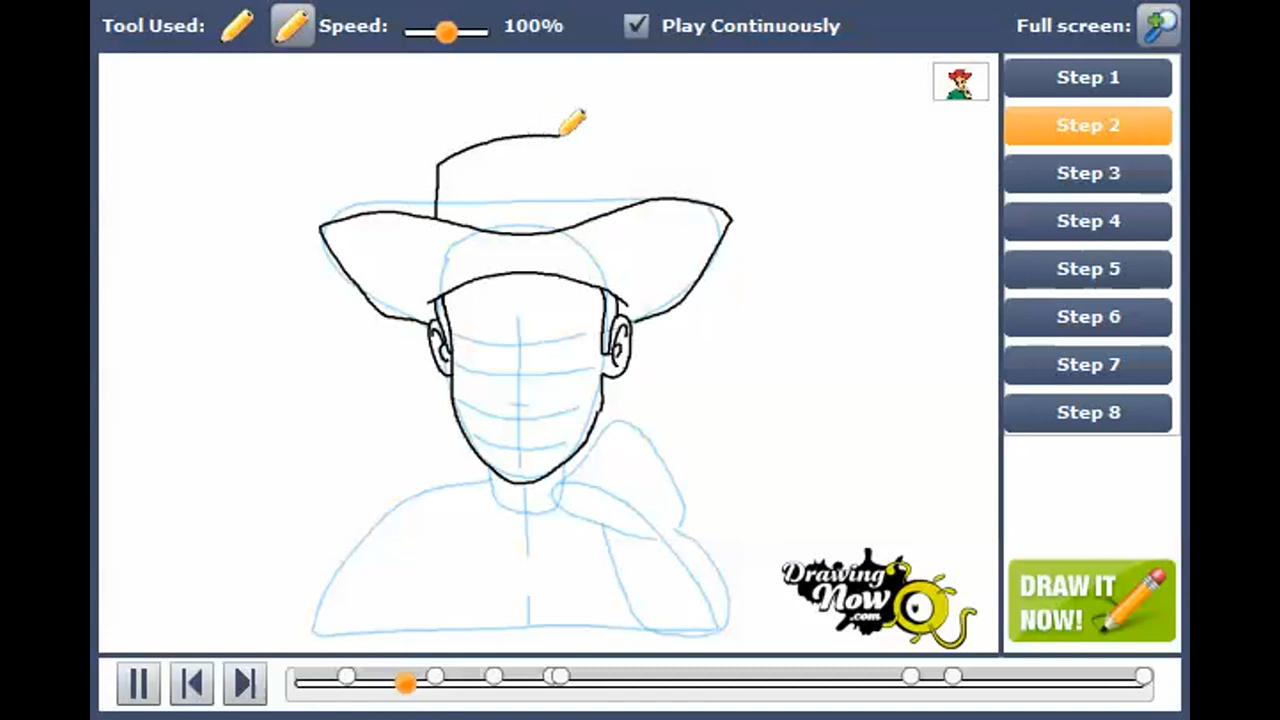 Tool Used: Speed: 100% Play Continuously Full screen:
Step 1
Step 2
Step 3
Step 4
Step 5
Step 6
Step 7
Step 8
Drawing
Now
.com
DRAW IT
NOW!